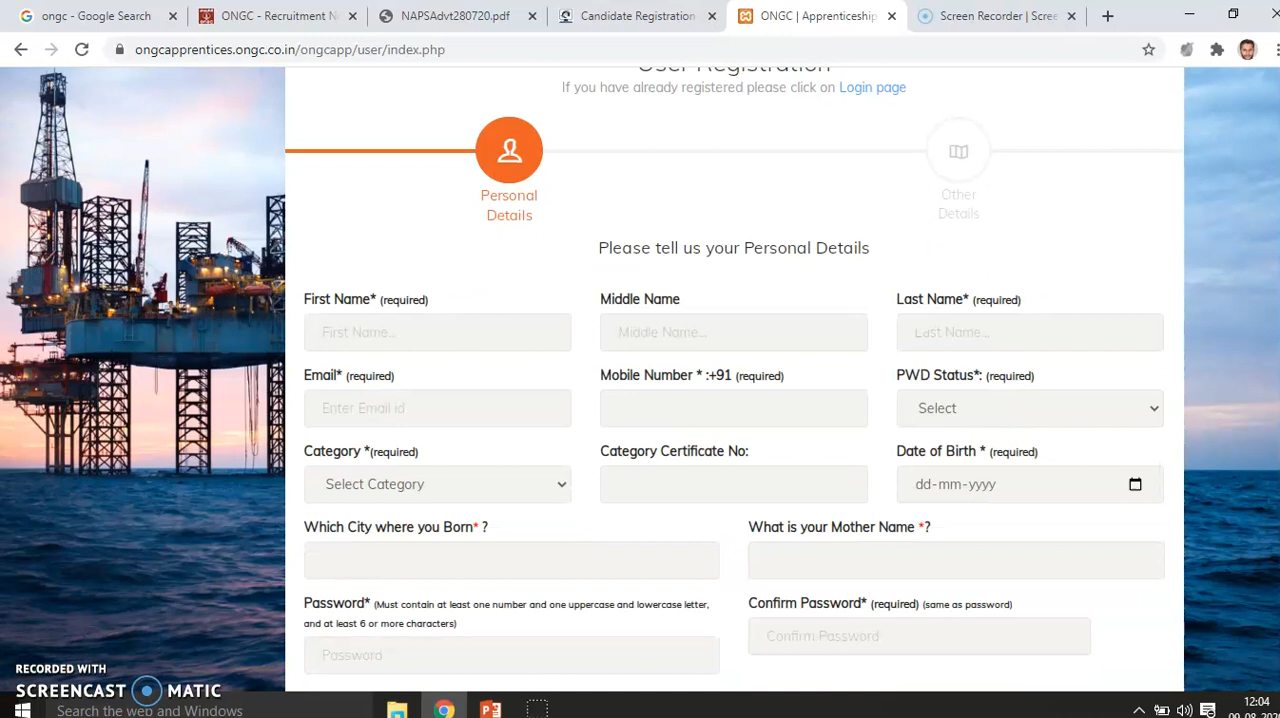 ongc - Google Search
ONGC - Recruitment N
NAPSAdvt280720.pdf
Candidate Registration
ONGC | Apprenticeship
Screen Recorder | Scree
ongcapprentices.ongc.co.in/ongcapp/user/index.php
User Registration
If you have already registered please click on Login page
Personal Details
Other Details
Please tell us your Personal Details
First Name* (required)
Middle Name
Last Name* (required)
First Name...
Middle Name...
Last Name...
Email* (required)
Mobile Number * :+91 (required)
PWD Status*: (required)
Enter Email id
Select
Category *(required)
Category Certificate No:
Date of Birth * (required)
Select Category
dd-mm-yyyy
Which City where you Born* ?
What is your Mother Name *?
Password* (Must contain at least one number and one uppercase and lowercase letter,
and at least 6 or more characters)
Confirm Password* (required) (same as password)
Confirm Password
Password
RECORDED WITH
SCREENCAST MATIC
Search the web and Windows
12:04